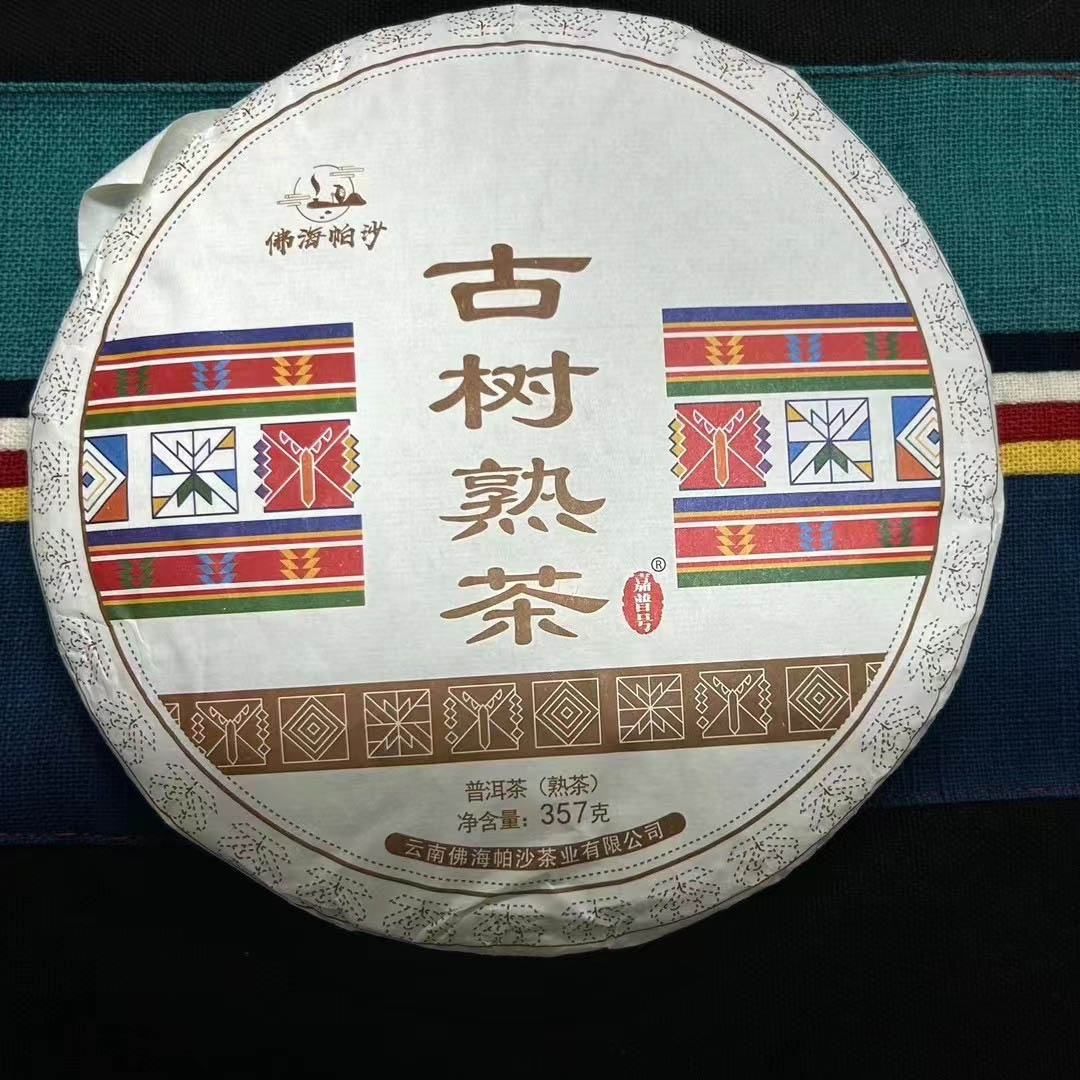 佛海帕沙
古树熟茶
®
嘉普号
普洱茶（熟茶）
净含量：357克
云南佛海帕沙茶业有限公司